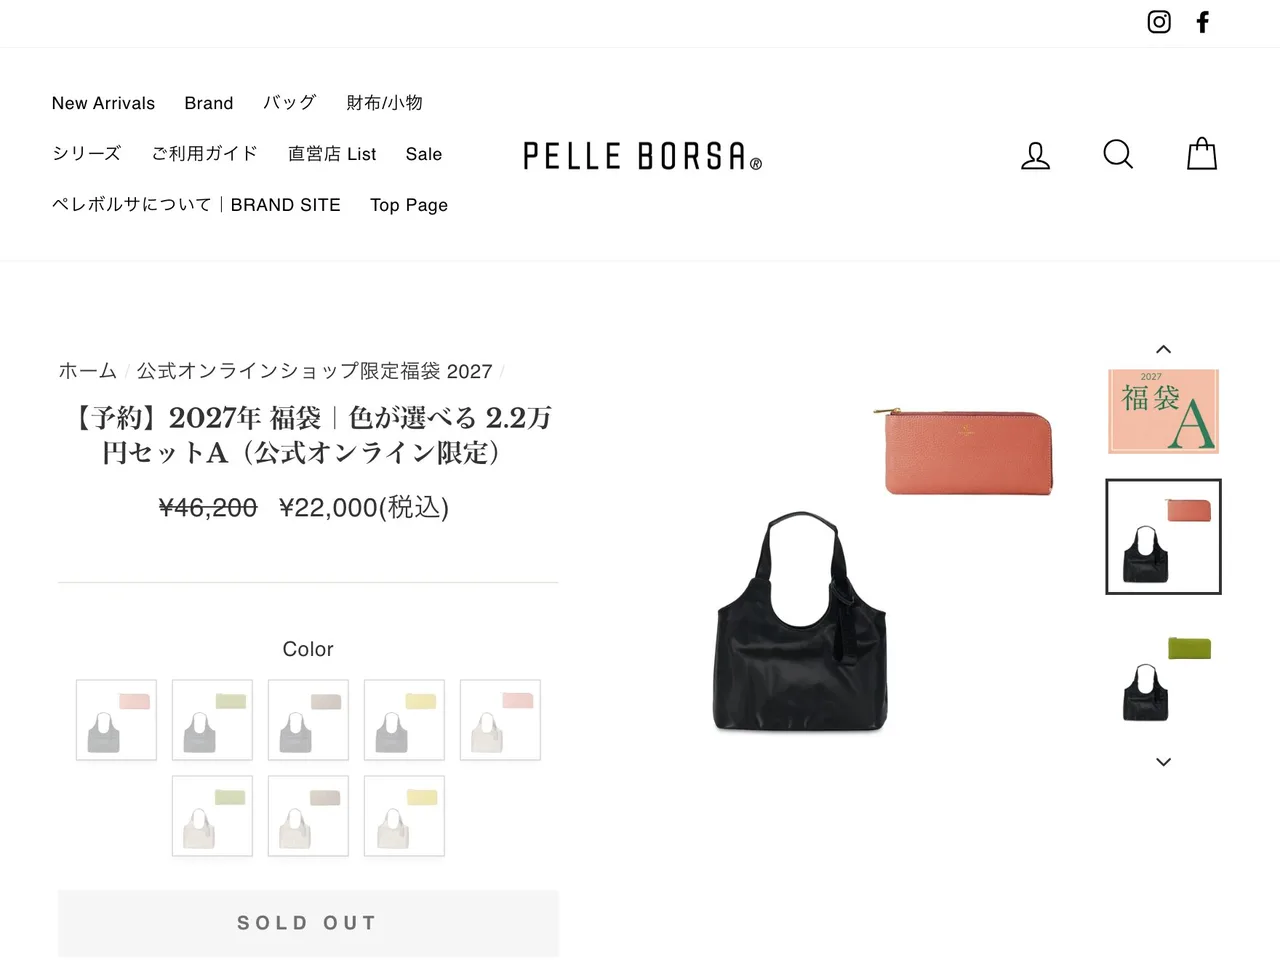 New Arrivals Brand バッグ 財布/小物
シリーズ ご利用ガイド 直営店 List Sale
ペレボルサについて｜BRAND SITE Top Page
PELLE BORSA®
ホーム / 公式オンラインショップ限定福袋 2027 /
【予約】2027年 福袋｜色が選べる 2.2万
円セットA（公式オンライン限定）
¥46,200 ¥22,000(税込)
Color
SOLD OUT
2027
福袋
A